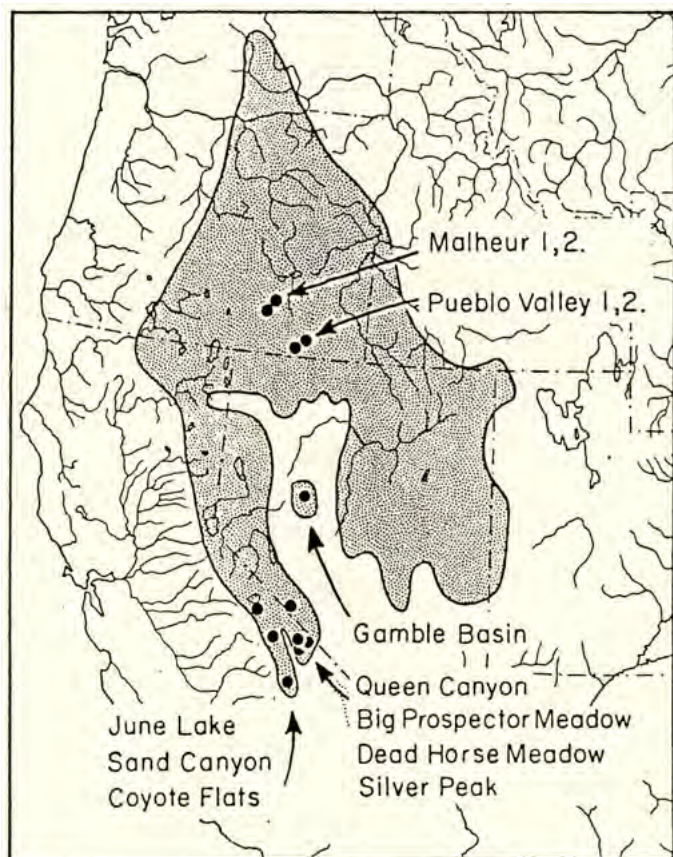 Malheur 1,2.
Pueblo Valley 1,2.
Gamble Basin
Queen Canyon
Big Prospector Meadow
Dead Horse Meadow
Silver Peak
June Lake
Sand Canyon
Coyote Flats